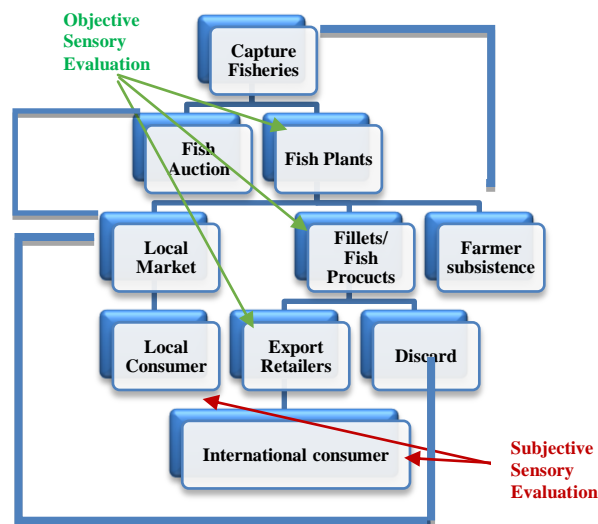 Objective
Sensory
Evaluation
Capture
Fisheries
Fish
Auction
Fish Plants
Local
Market
Fillets/
Fish
Procucts
Farmer
subsistence
Local
Consumer
Export
Retailers
Discard
International consumer
Subjective
Sensory
Evaluation